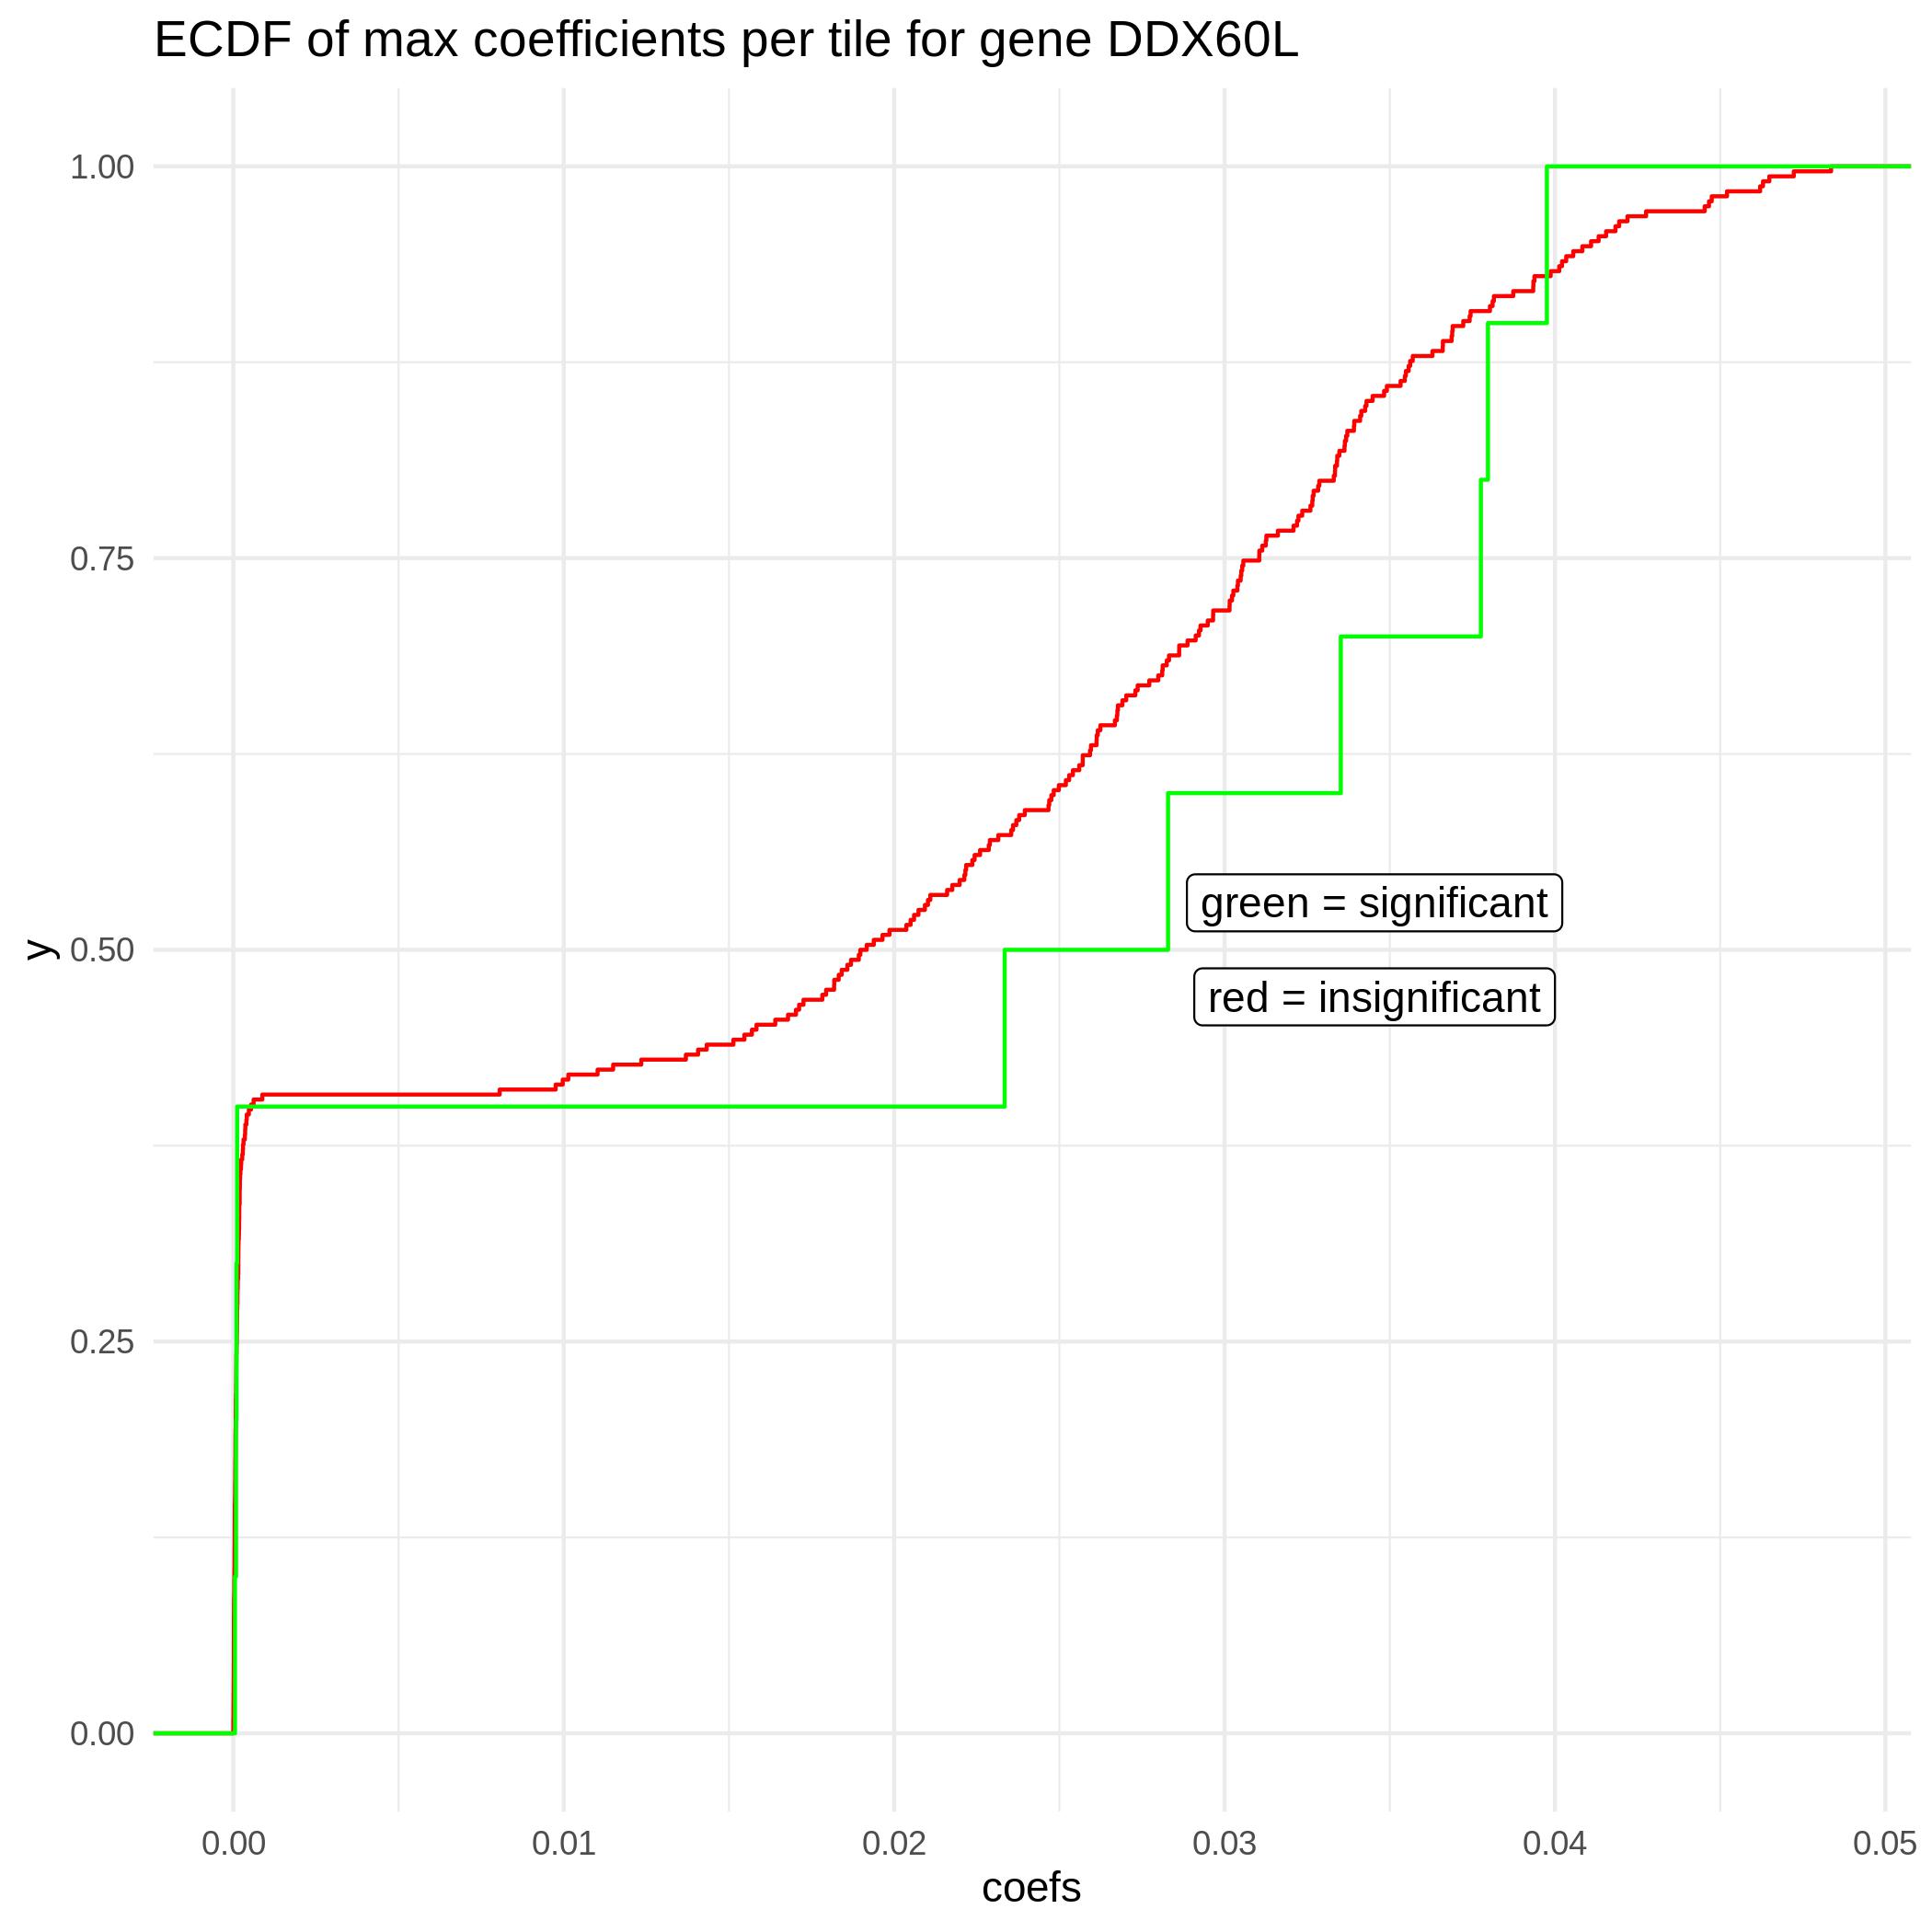 ECDF of max coefficients per tile for gene DDX60L
1.00
0.75
0.50
0.25
0.00
y
green = significant
red = insignificant
0.00 0.01 0.02 0.03 0.04 0.05
coefs